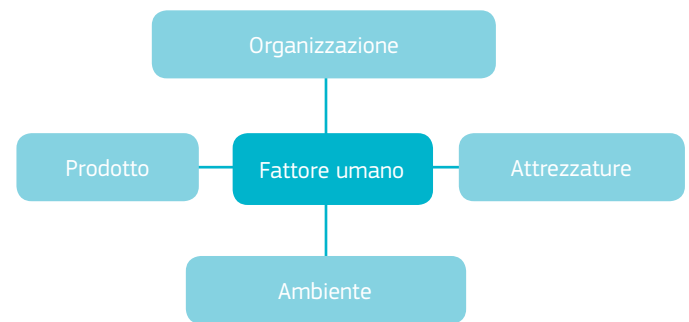 Organizzazione
Prodotto
Fattore umano
Attrezzature
Ambiente